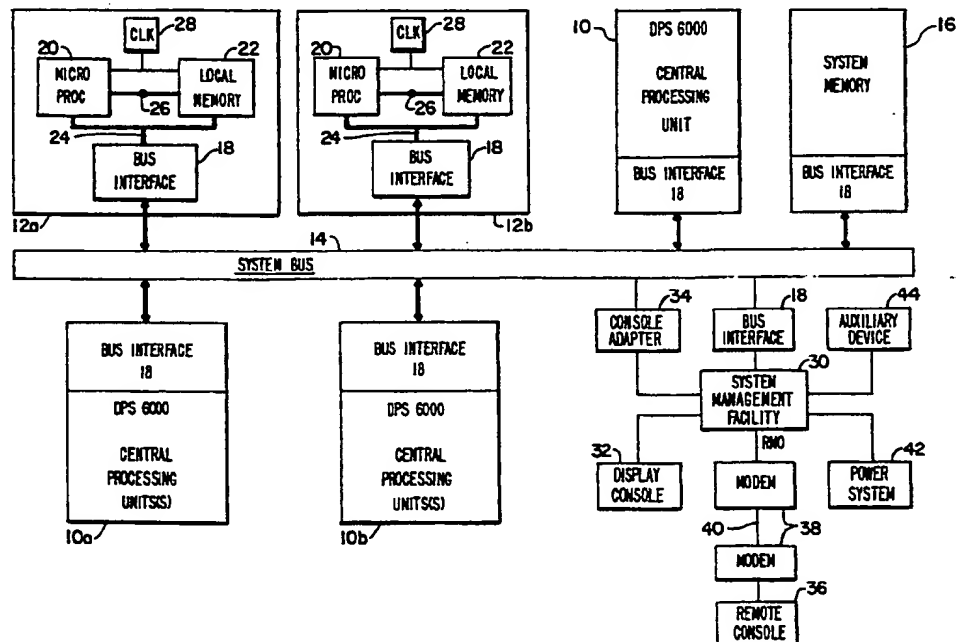 CLK
28
20
22
MICRO
PROC
LOCAL
MEMORY
26
24
18
BUS
INTERFACE
12a
CLK
28
20
22
MICRO
PROC
LOCAL
MEMORY
26
24
18
BUS
INTERFACE
12b
10
DPS 6000
CENTRAL
PROCESSING
UNIT
BUS INTERFACE
18
16
SYSTEM
MEMORY
BUS INTERFACE
18
14
SYSTEM BUS
BUS INTERFACE
18
DPS 6000
CENTRAL
PROCESSING
UNITS(S)
10a
BUS INTERFACE
18
DPS 6000
CENTRAL
PROCESSING
UNITS(S)
10b
34
CONSOLE
ADAPTER
18
BUS
INTERFACE
44
AUXILIARY
DEVICE
30
SYSTEM
MANAGEMENT
FACILITY
RMO
32
DISPLAY
CONSOLE
MODEM
42
POWER
SYSTEM
40
38
MODEM
36
REMOTE
CONSOLE